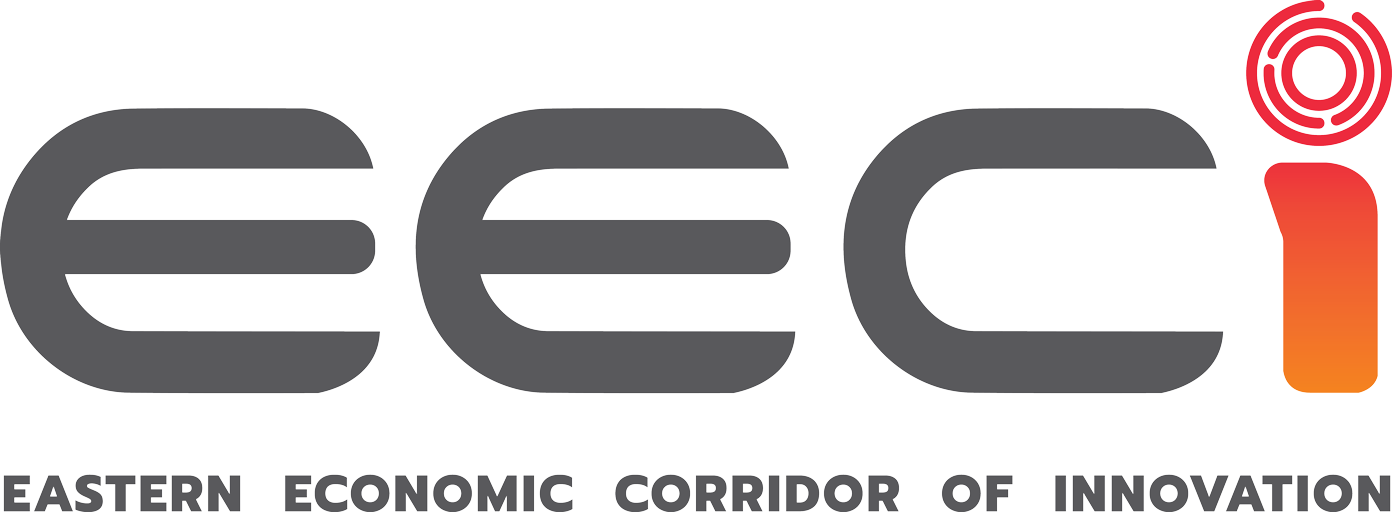 EECi
EASTERN ECONOMIC CORRIDOR OF INNOVATION